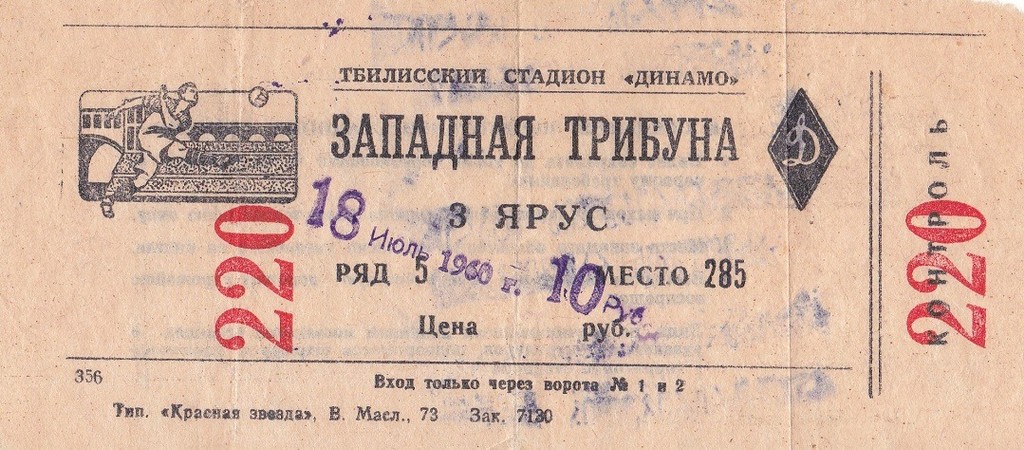 ТБИЛИССКИЙ СТАДИОН «ДИНАМО»
ЗАПАДНАЯ ТРИБУНА
Д
3 ЯРУС
18 Июль 1960 г. 10 Руб
РЯД 5 МЕСТО 285
Цена руб.
220
КОНТРОЛЬ
220
356
Вход только через ворота № 1 и 2
Тип. «Красная звезда», В. Масл., 73 Зак. 7130